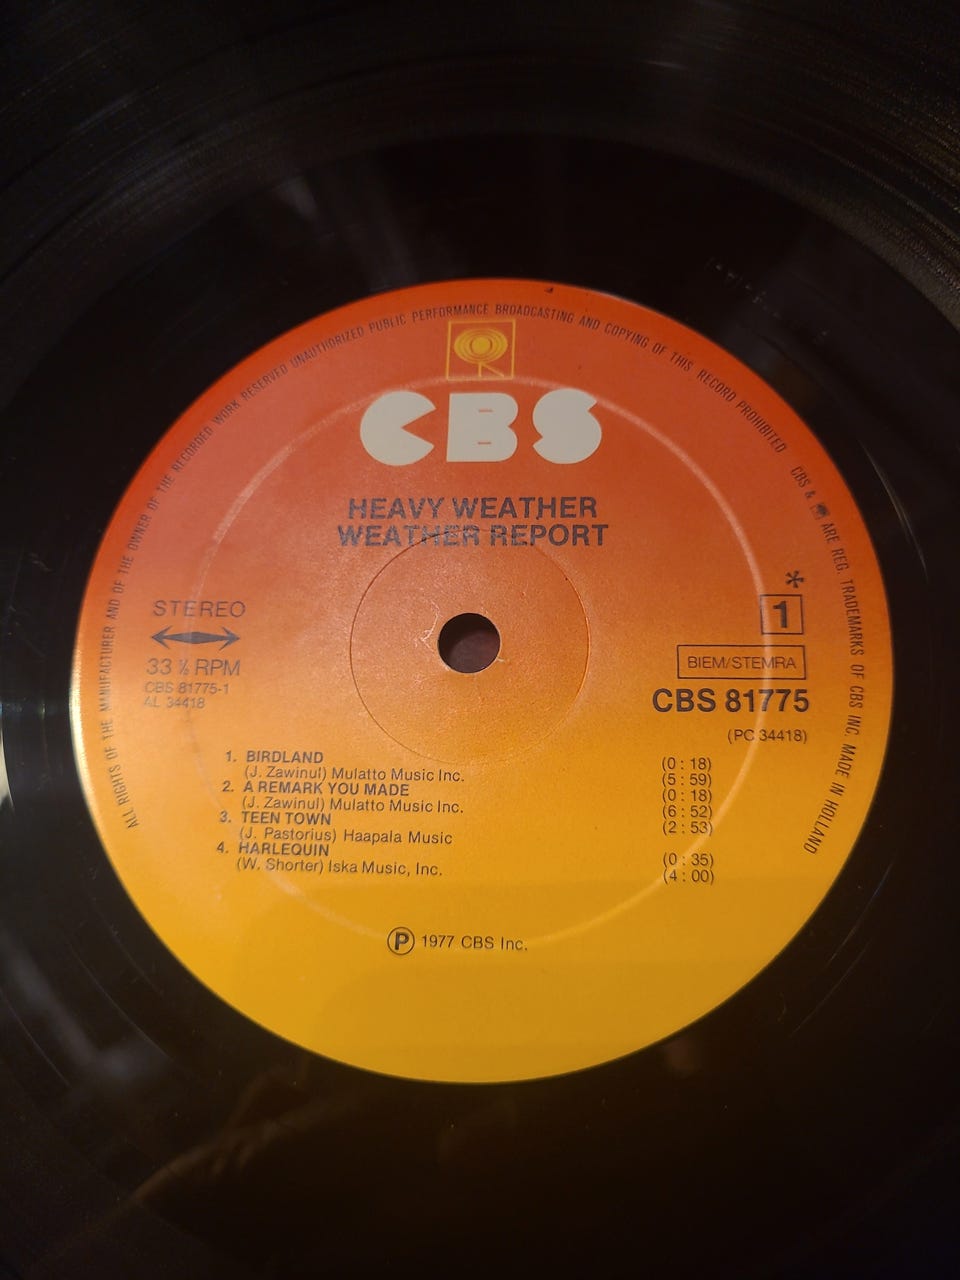 ALL RIGHTS OF THE MANUFACTURER AND OF THE OWNER OF THE RECORDED WORK RESERVED UNAUTHORIZED PUBLIC PERFORMANCE BROADCASTING AND COPYING OF THIS RECORD PROHIBITED
CBS & ARE REG. TRADEMARKS OF CBS INC. MADE IN HOLLAND
CBS
HEAVY WEATHER
WEATHER REPORT
STEREO
33 ⅓ RPM
CBS 81775-1
AL 34418
*
1
BIEM/STEMRA
CBS 81775
(PC 34418)
1. BIRDLAND (0 : 18)
(J. Zawinul) Mulatto Music Inc. (5 : 59)
2. A REMARK YOU MADE (0 : 18)
(J. Zawinul) Mulatto Music Inc. (6 : 52)
3. TEEN TOWN (2 : 53)
(J. Pastorius) Haapala Music
4. HARLEQUIN (0 : 35)
(W. Shorter) Iska Music, Inc. (4 : 00)
Ⓟ 1977 CBS Inc.